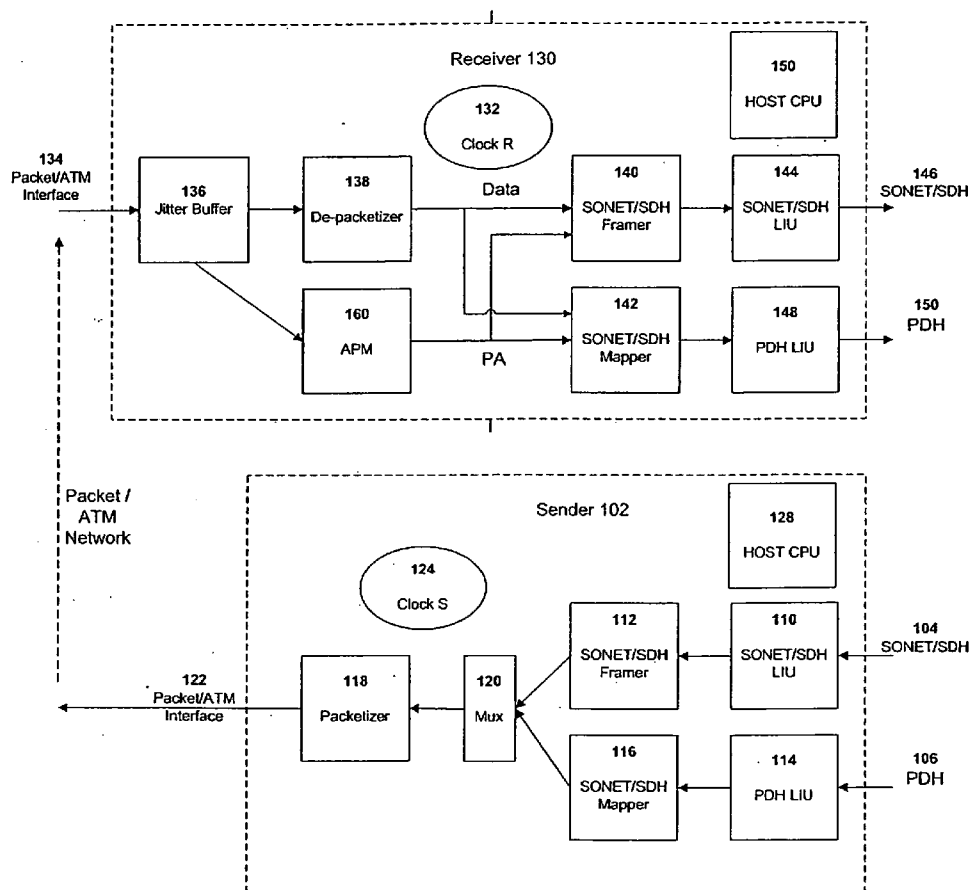 Receiver 130
150
HOST CPU
132
Clock R
134
Packet/ATM
Interface
136
Jitter Buffer
138
De-packetizer
Data
140
SONET/SDH
Framer
144
SONET/SDH
LIU
146
SONET/SDH
160
APM
PA
142
SONET/SDH
Mapper
148
PDH LIU
150
PDH
Packet /
ATM
Network
Sender 102
128
HOST CPU
124
Clock S
112
SONET/SDH
Framer
110
SONET/SDH
LIU
104
SONET/SDH
122
Packet/ATM
Interface
118
Packetizer
120
Mux
116
SONET/SDH
Mapper
114
PDH LIU
106
PDH